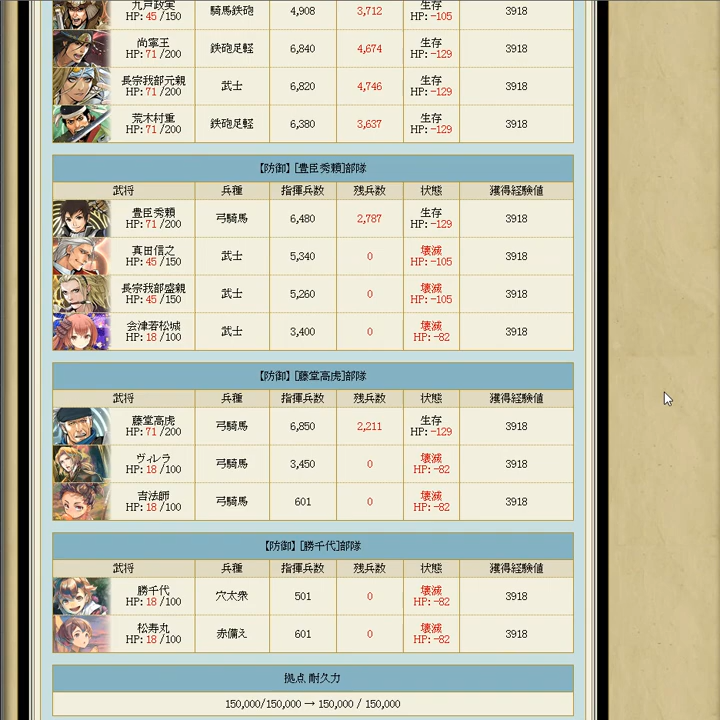 九戸政実
HP: 45 /150
騎馬鉄砲
4,908
3,712
生存
HP: -105
3918
尚寧王
HP: 71 /200
鉄砲足軽
6,840
4,674
生存
HP: -129
3918
長宗我部元親
HP: 71 /200
武士
6,820
4,746
生存
HP: -129
3918
荒木村重
HP: 71 /200
鉄砲足軽
6,380
3,637
生存
HP: -129
3918
【防御】[豊臣秀頼]部隊
武将 兵種 指揮兵数 残兵数 状態 獲得経験値
豊臣秀頼
HP: 71 /200
弓騎馬
6,480
2,787
生存
HP: -129
3918
真田信之
HP: 45 /150
武士
5,340
0
壊滅
HP: -105
3918
長宗我部盛親
HP: 45 /150
武士
5,260
0
壊滅
HP: -105
3918
会津若松城
HP: 18 /100
武士
3,400
0
壊滅
HP: -82
3918
【防御】[藤堂高虎]部隊
武将 兵種 指揮兵数 残兵数 状態 獲得経験値
藤堂高虎
HP: 71 /200
弓騎馬
6,850
2,211
生存
HP: -129
3918
ヴィレラ
HP: 18 /100
弓騎馬
3,450
0
壊滅
HP: -82
3918
吉法師
HP: 18 /100
弓騎馬
601
0
壊滅
HP: -82
3918
【防御】[勝千代]部隊
武将 兵種 指揮兵数 残兵数 状態 獲得経験値
勝千代
HP: 18 /100
穴太衆
501
0
壊滅
HP: -82
3918
松寿丸
HP: 18 /100
赤備え
601
0
壊滅
HP: -82
3918
拠点 耐久力
150,000/150,000 → 150,000 / 150,000